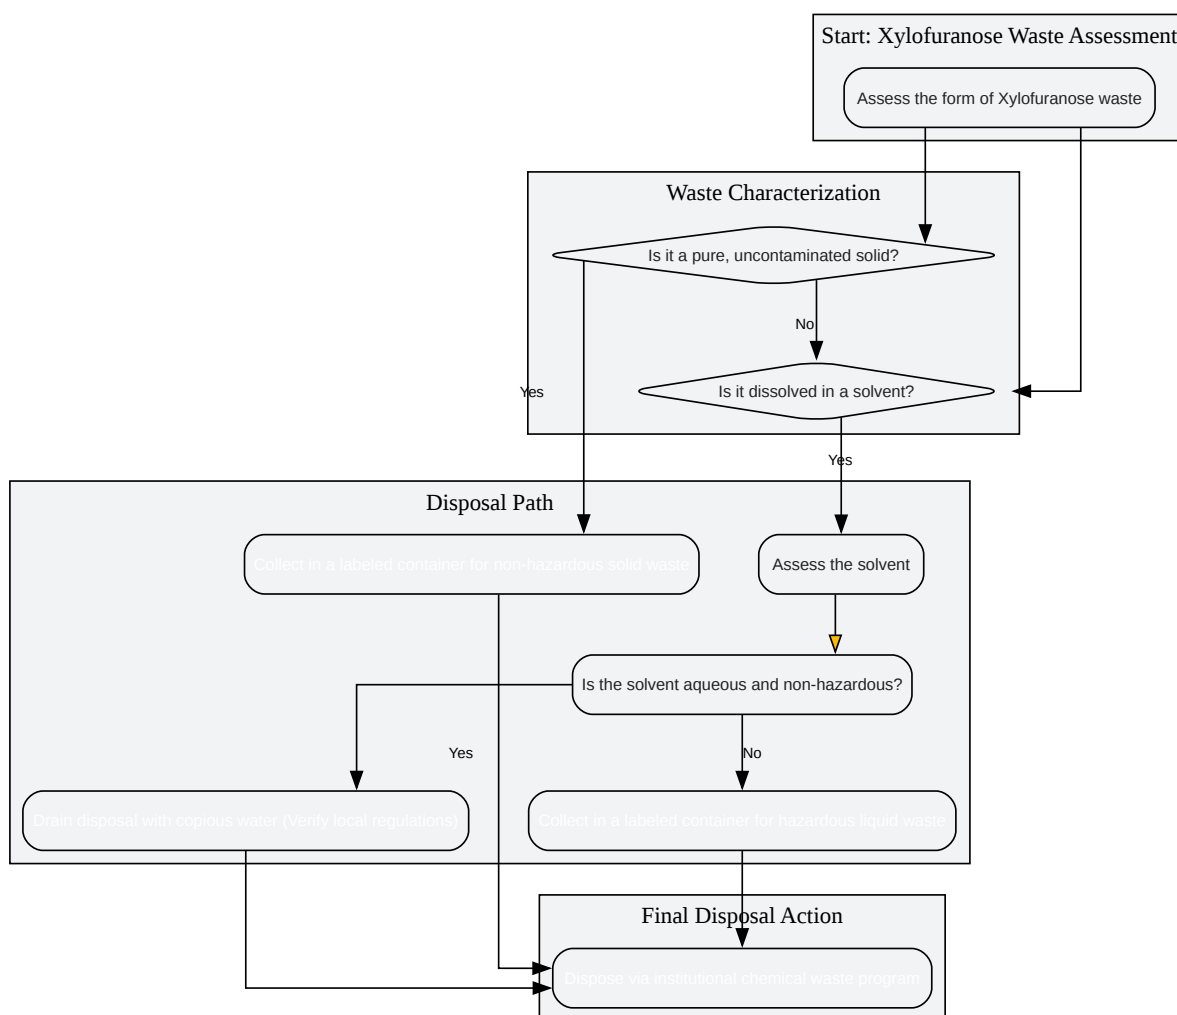 Start: Xylofuranose Waste Assessment
Assess the form of Xylofuranose waste
Waste Characterization
Is it a pure, uncontaminated solid?
No
Is it dissolved in a solvent?
Yes
Yes
Disposal Path
Collect in a labeled container for non-hazardous solid waste
Assess the solvent
Is the solvent aqueous and non-hazardous?
Yes
No
Drain disposal with copious water (Verify local regulations)
Collect in a labeled container for hazardous liquid waste
Final Disposal Action
Dispose via institutional chemical waste program